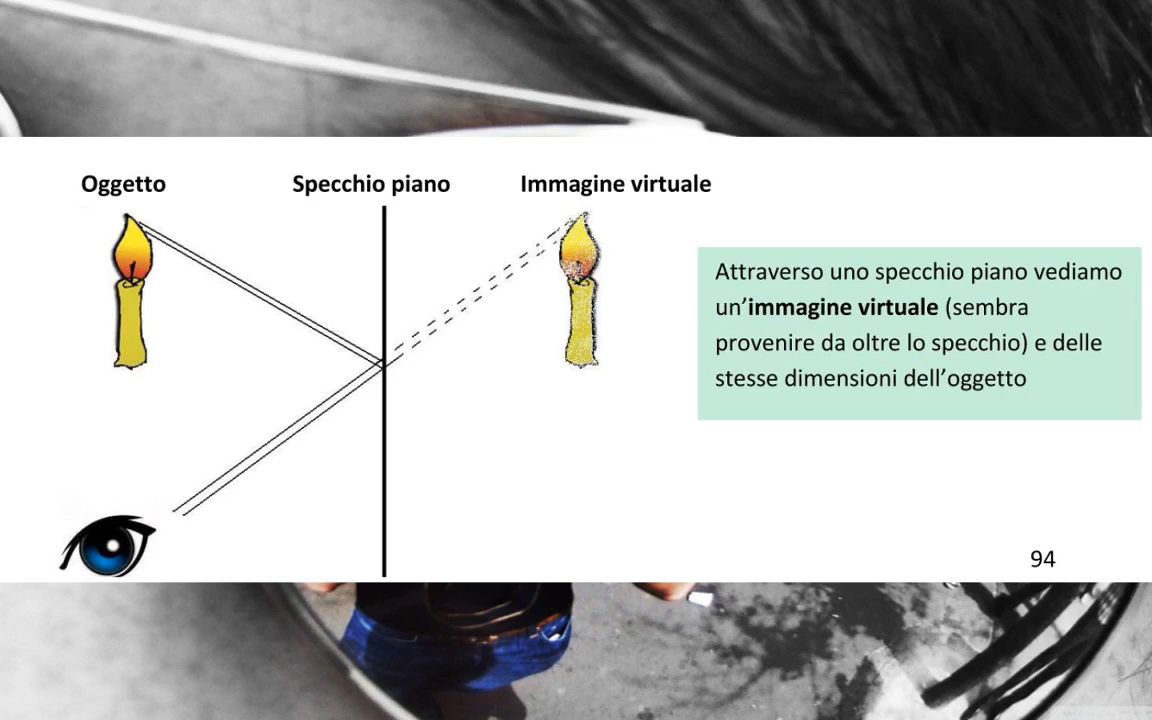 Oggetto
Specchio piano
Immagine virtuale
Attraverso uno specchio piano vediamo
un’immagine virtuale (sembra
provenire da oltre lo specchio) e delle
stesse dimensioni dell’oggetto
94